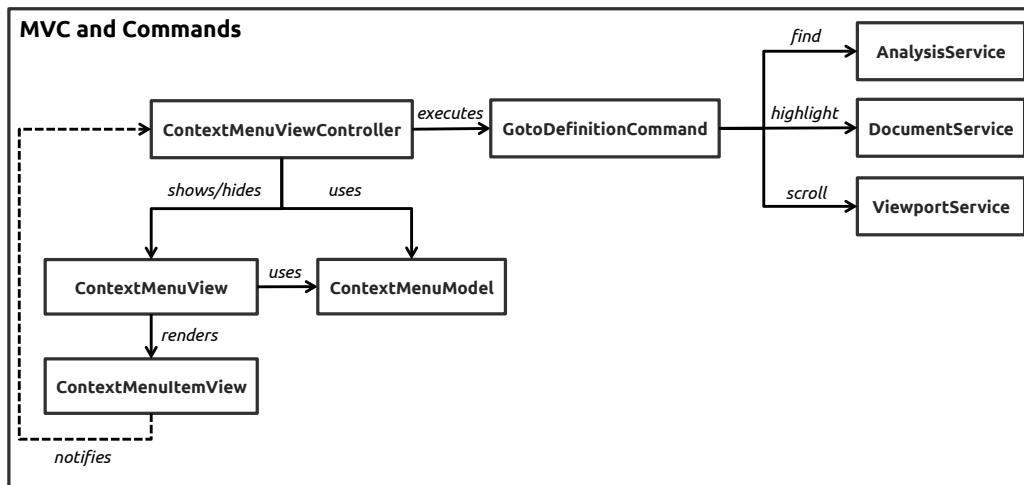 MVC and Commands
find
AnalysisService
ContextMenuViewController
executes
GotoDefinitionCommand
highlight
DocumentService
shows/hides
uses
scroll
ViewportService
ContextMenuView
uses
ContextMenuModel
renders
ContextMenuItemView
notifies